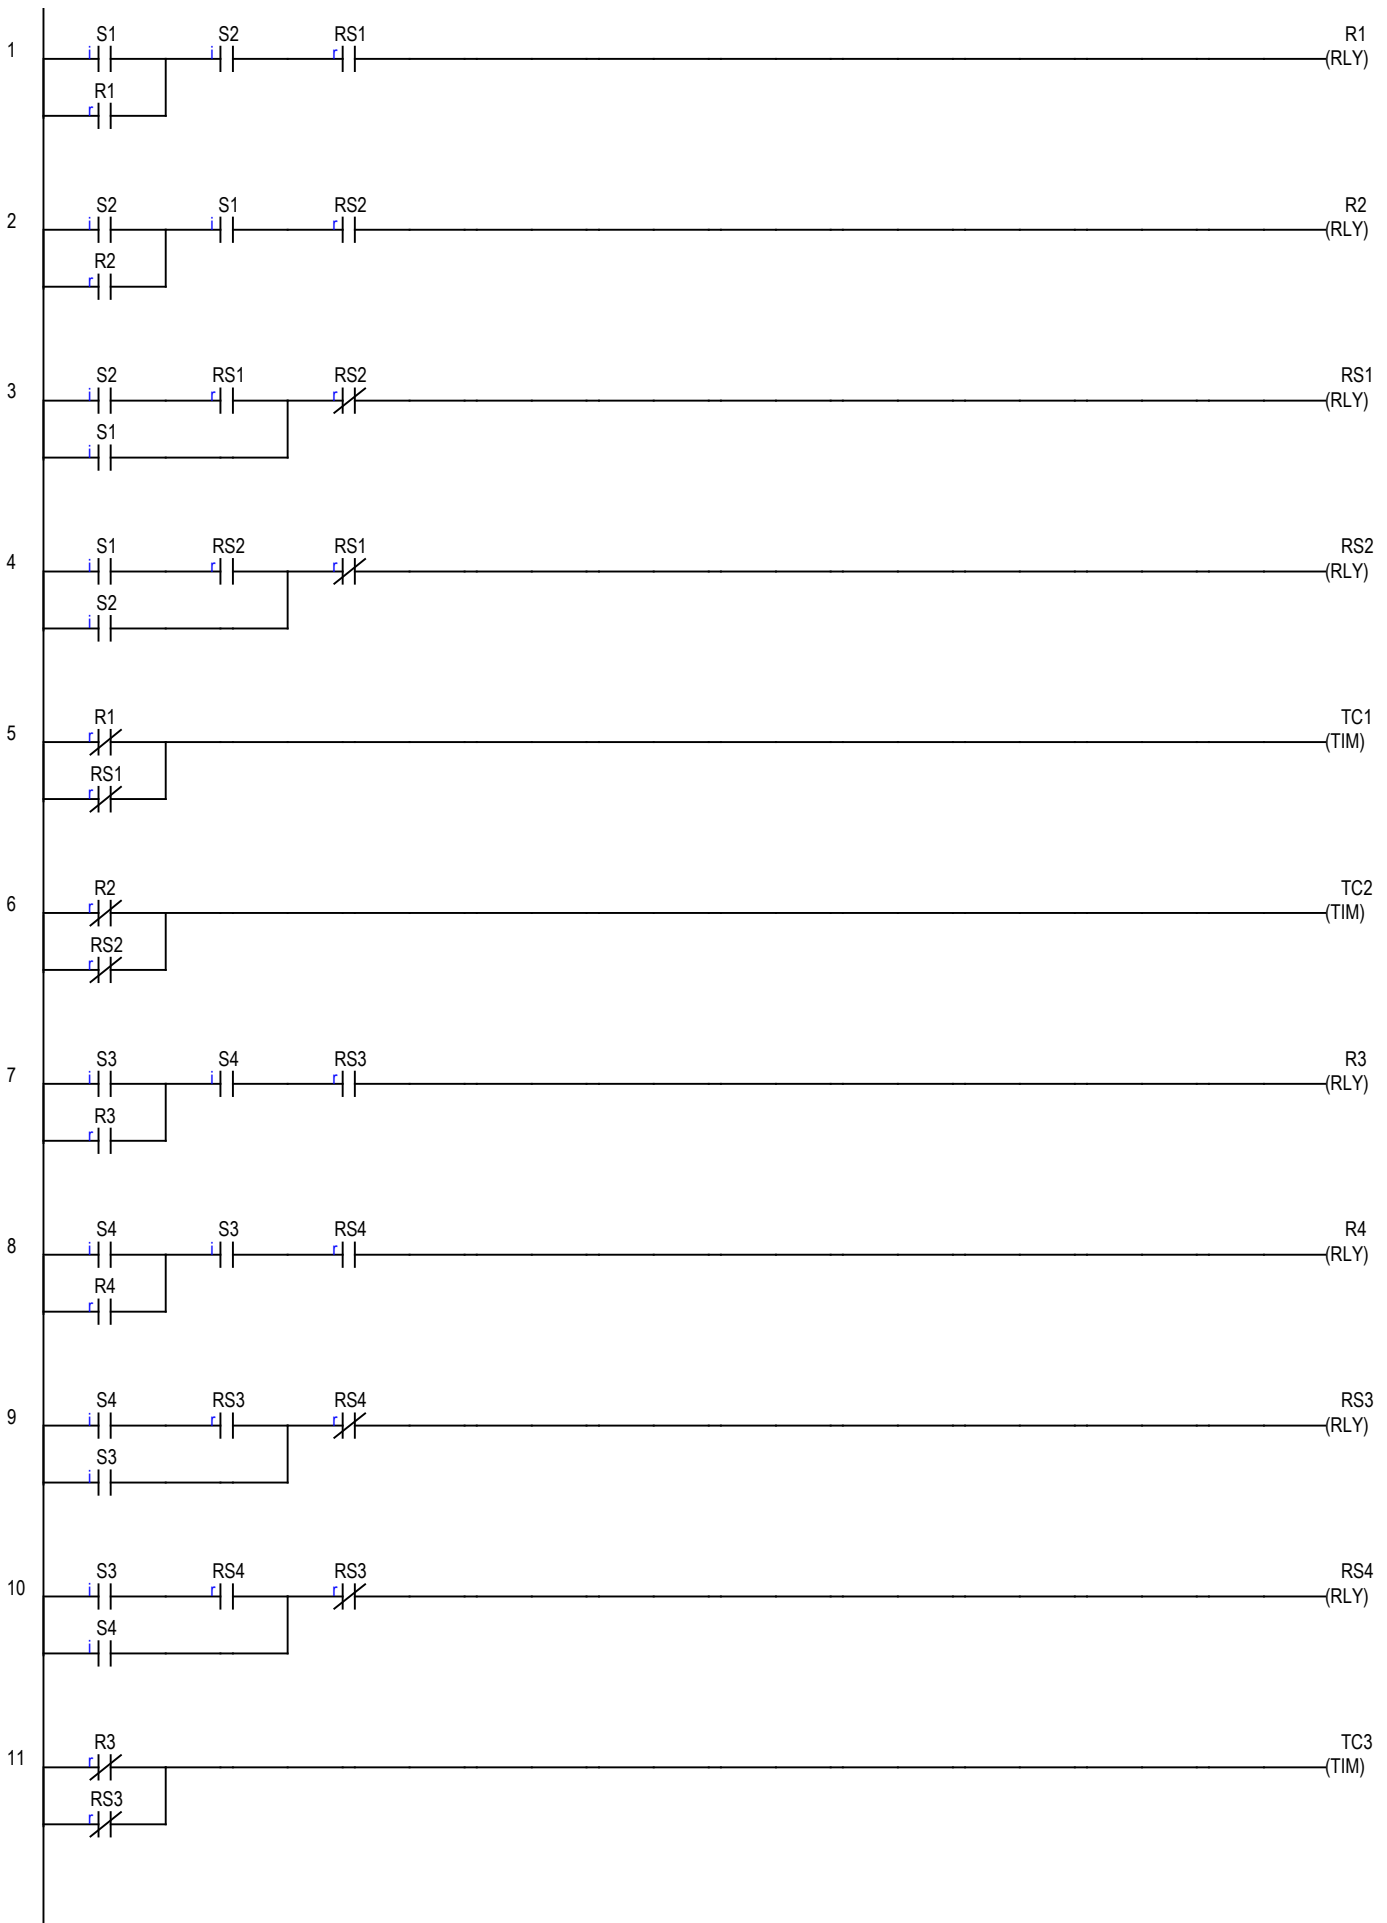 S1 S2 RS1 R1
1 i i r (RLY)
R1
r
S2 S1 RS2 R2
2 i i r (RLY)
R2
r
S2 RS1 RS2 RS1
3 i r r (RLY)
S1
i
S1 RS2 RS1 RS2
4 i r r (RLY)
S2
i
R1 TC1
5 r (TIM)
RS1
r
R2 TC2
6 r (TIM)
RS2
r
S3 S4 RS3 R3
7 i i r (RLY)
R3
r
S4 S3 RS4 R4
8 i i r (RLY)
R4
r
S4 RS3 RS4 RS3
9 i r r (RLY)
S3
i
S3 RS4 RS3 RS4
10 i r r (RLY)
S4
i
R3 TC3
11 r (TIM)
RS3
r